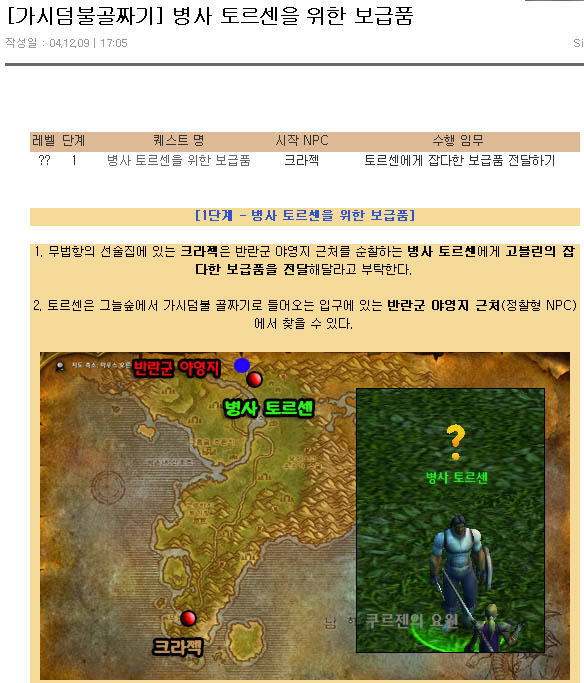 [가시덤불골짜기] 병사 토르센을 위한 보급품
작성일 : 04.12.09 | 17:05
Si
레벨 단계 퀘스트 명 시작 NPC 수행 임무
?? 1 병사 토르센을 위한 보급품 크라젝 토르센에게 잡다한 보급품 전달하기
[1단계 - 병사 토르센을 위한 보급품]
1. 무법항의 선술집에 있는 크라젝은 반란군 야영지 근처를 순찰하는 병사 토르센에게 고블린의 잡
다한 보급품을 전달해달라고 부탁한다.
2. 토르센은 그늘숲에서 가시덤불 골짜기로 들어오는 입구에 있는 반란군 야영지 근처(정찰형 NPC)
에서 찾을 수 있다.
반란군 야영지
병사 토르센
?
병사 토르센
남 해
쿠르젠의 요원
크라젝